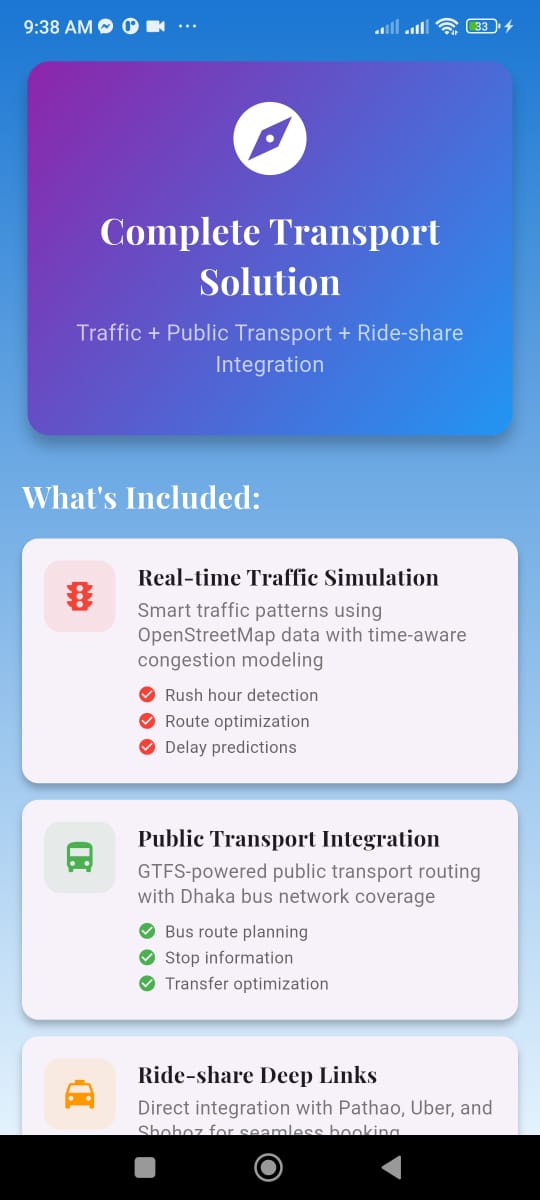 9:38 AM
33
Complete Transport
Solution
Traffic + Public Transport + Ride-share
Integration
What's Included:
Real-time Traffic Simulation
Smart traffic patterns using
OpenStreetMap data with time-aware
congestion modeling
Rush hour detection
Route optimization
Delay predictions
Public Transport Integration
GTFS-powered public transport routing
with Dhaka bus network coverage
Bus route planning
Stop information
Transfer optimization
Ride-share Deep Links
Direct integration with Pathao, Uber, and
Shohoz for seamless booking